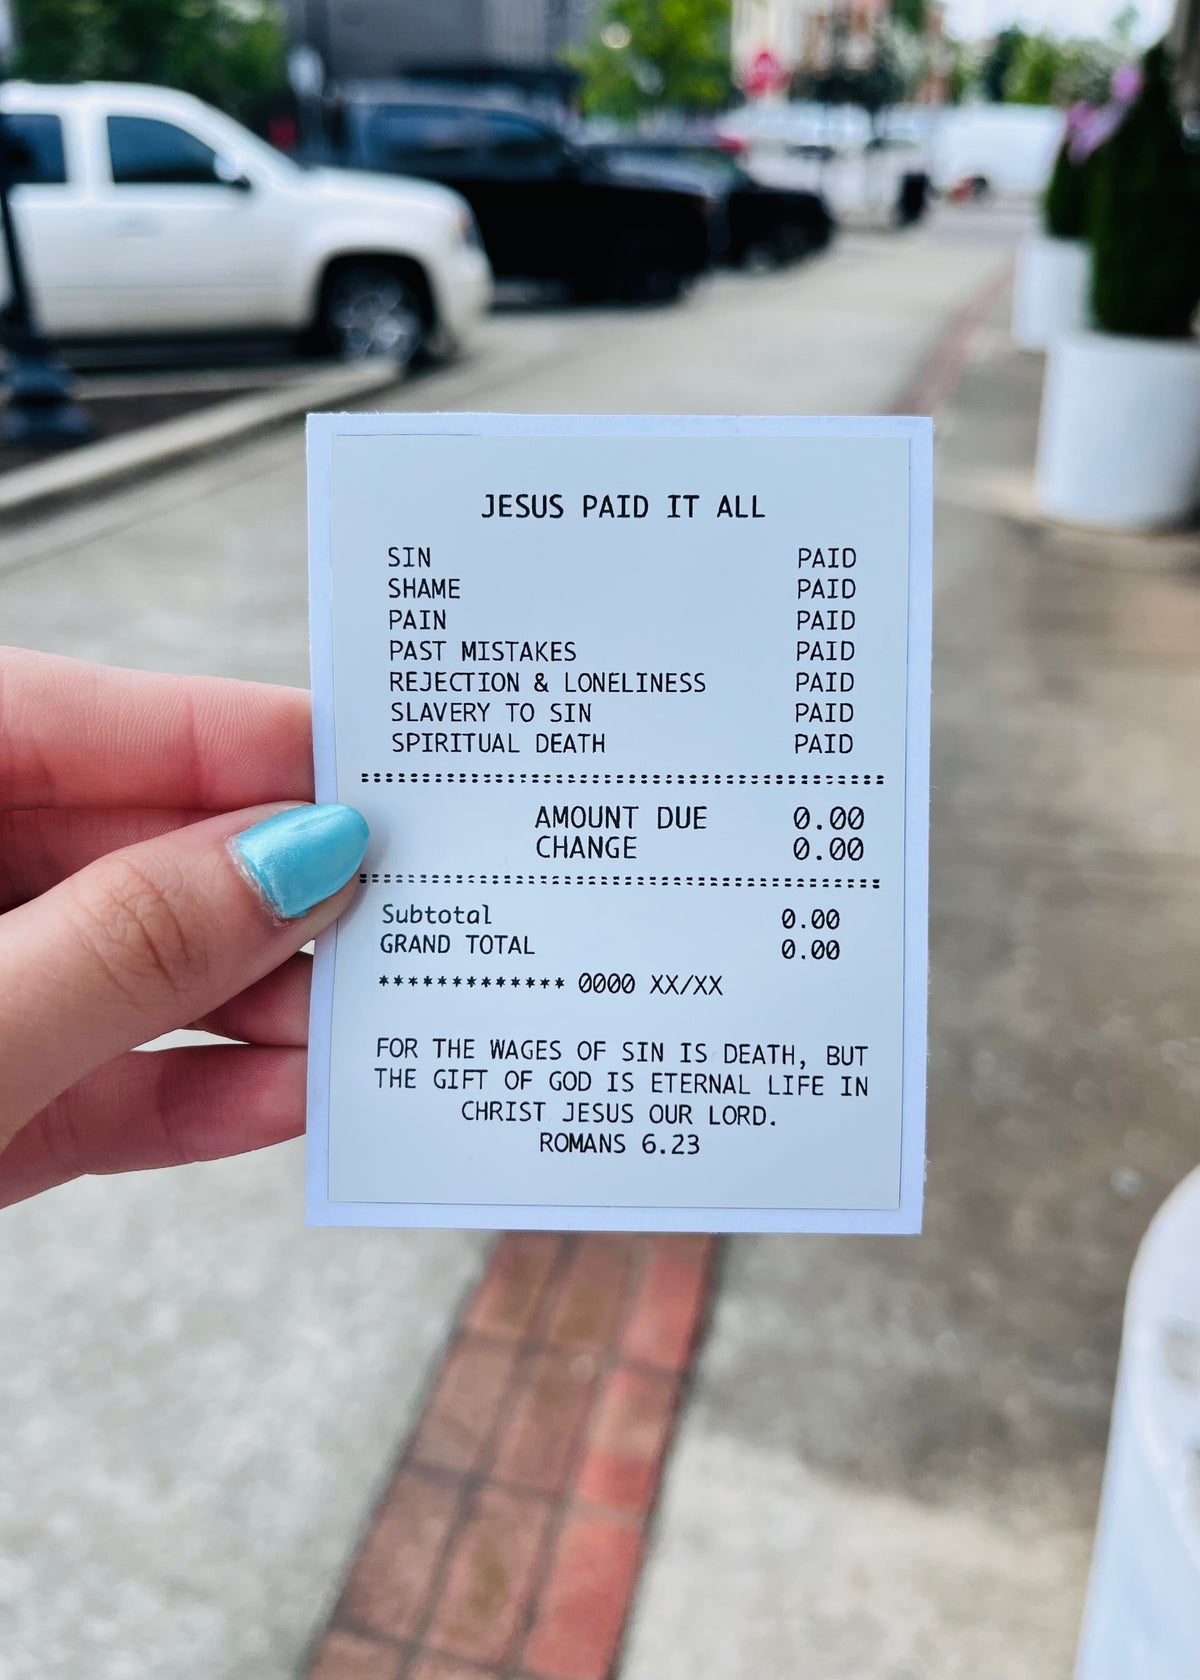 JESUS PAID IT ALL
SIN PAID
SHAME PAID
PAIN PAID
PAST MISTAKES PAID
REJECTION & LONELINESS PAID
SLAVERY TO SIN PAID
SPIRITUAL DEATH PAID
AMOUNT DUE 0.00
CHANGE 0.00
Subtotal 0.00
GRAND TOTAL 0.00
************* 0000 XX/XX
FOR THE WAGES OF SIN IS DEATH, BUT
THE GIFT OF GOD IS ETERNAL LIFE IN
CHRIST JESUS OUR LORD.
ROMANS 6.23